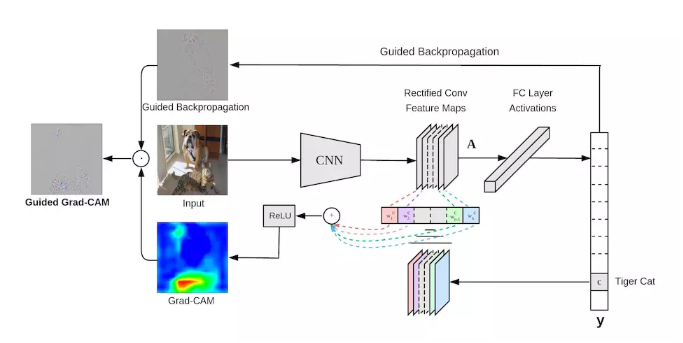 Guided Backpropagation
Rectified Conv
Feature Maps
FC Layer
Activations
Guided Backpropagation
A
CNN
Guided Grad-CAM
Input
ReLU
+
c
Tiger Cat
Grad-CAM
y